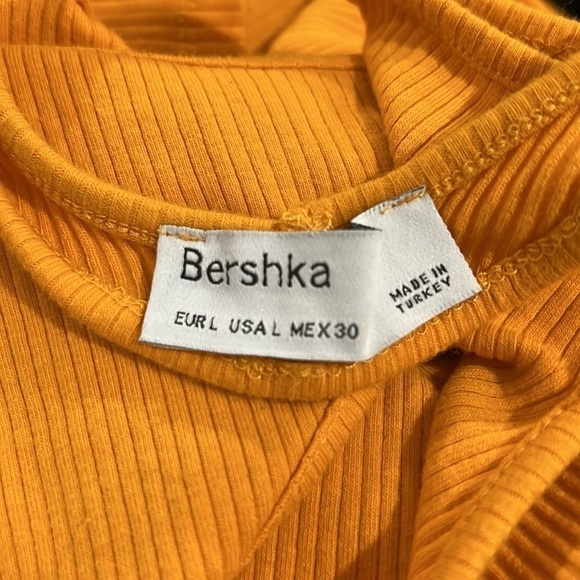 Bershka
EUR L USA L MEX 30
MADE IN
TURKEY